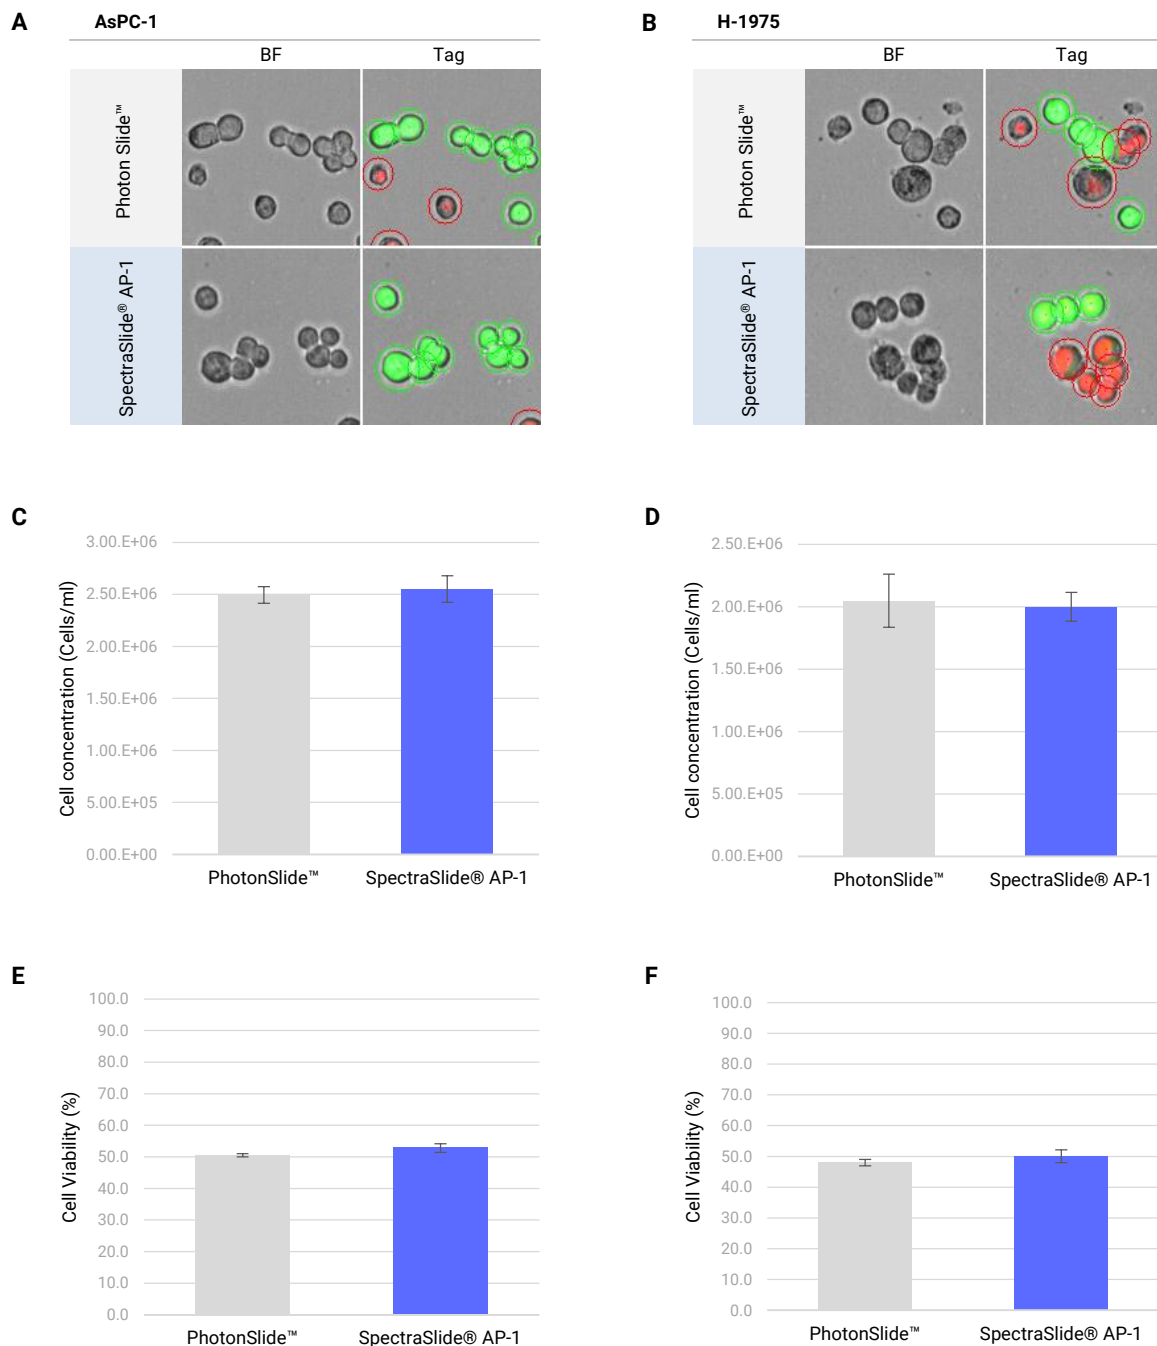 A
AsPC-1
BF
Tag
Photon Slide™
SpectraSlide® AP-1
B
H-1975
BF
Tag
Photon Slide™
SpectraSlide® AP-1
C
Cell concentration (Cells/ml)
3.00.E+06
2.50.E+06
2.00.E+06
1.50.E+06
1.00.E+06
5.00.E+05
0.00.E+00
PhotonSlide™
SpectraSlide® AP-1
D
Cell concentration (Cells/ml)
2.50.E+06
2.00.E+06
1.50.E+06
1.00.E+06
5.00.E+05
0.00.E+00
PhotonSlide™
SpectraSlide® AP-1
E
Cell Viability (%)
100.0
90.0
80.0
70.0
60.0
50.0
40.0
30.0
20.0
10.0
0.0
PhotonSlide™
SpectraSlide® AP-1
F
Cell Viability (%)
100.0
90.0
80.0
70.0
60.0
50.0
40.0
30.0
20.0
10.0
0.0
PhotonSlide™
SpectraSlide® AP-1